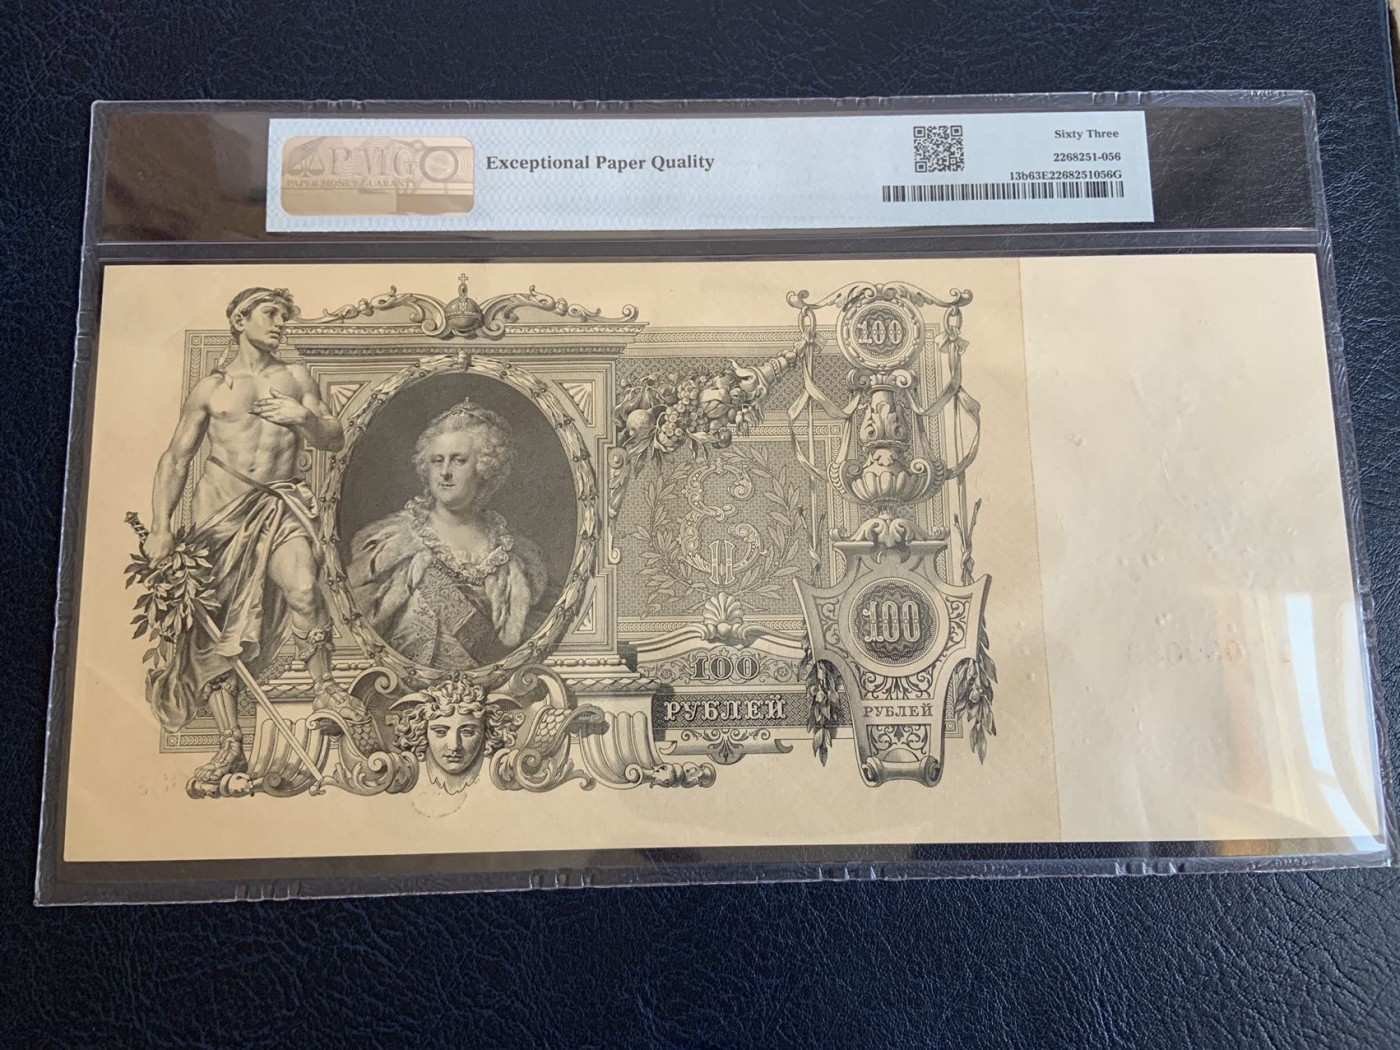 PMG
PAPER MONEY GUARANTY
Exceptional Paper Quality
Sixty Three
2268251-056
13b63E2268251056G
100
100
РУБЛЕЙ
100
РУБЛЕЙ